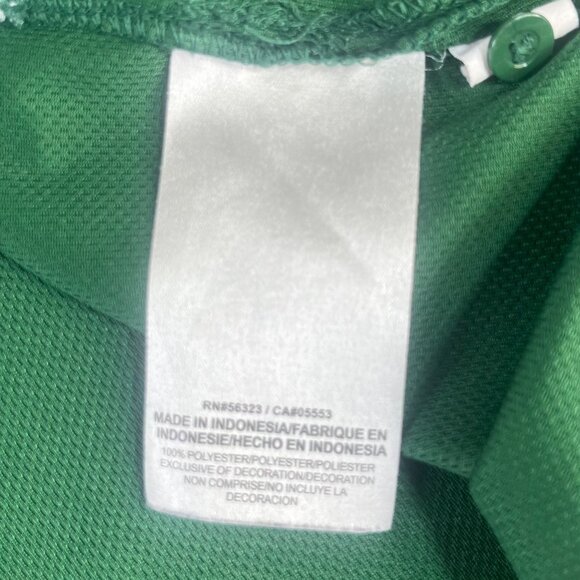 RN#56323 / CA#05553
MADE IN INDONESIA/FABRIQUE EN
INDONESIE/HECHO EN INDONESIA
100% POLYESTER/POLYESTER/POLIESTER
EXCLUSIVE OF DECORATION/DECORATION
NON COMPRISE/NO INCLUYE LA
DECORACION